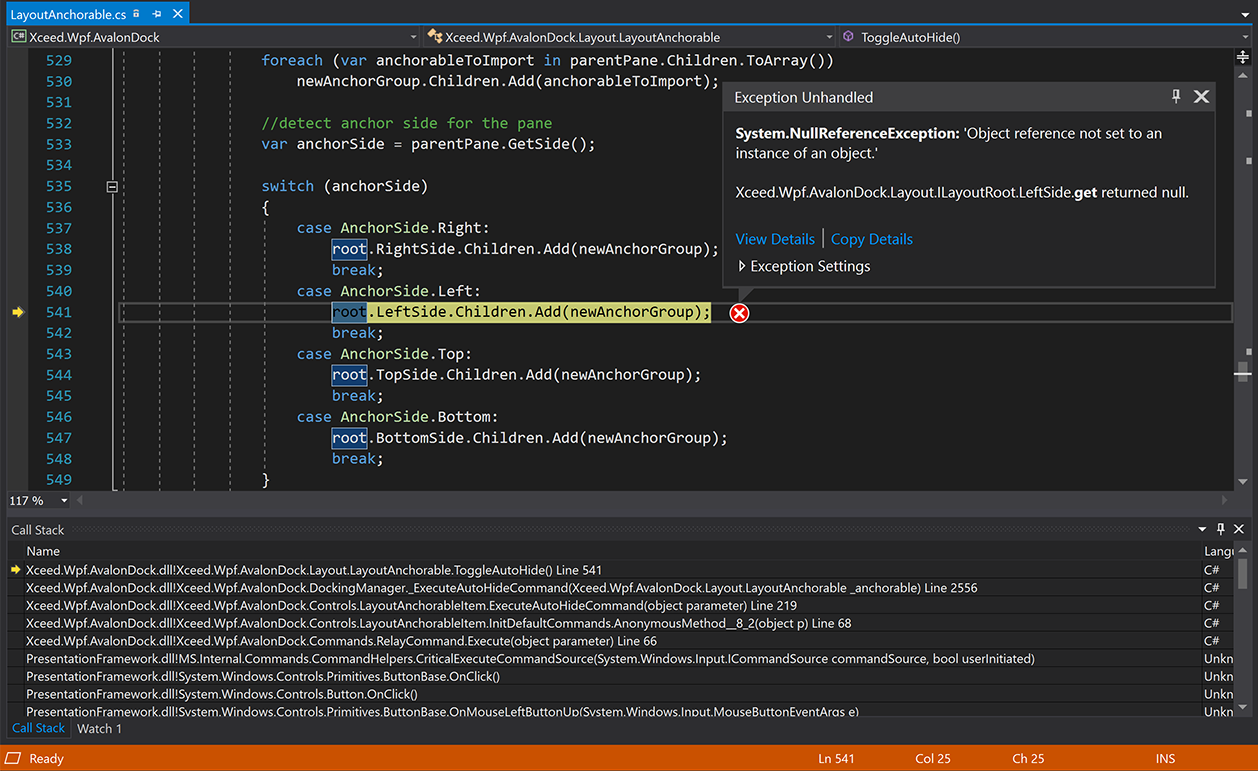 LayoutAnchorable.cs
C# Xceed.Wpf.AvalonDock Xceed.Wpf.AvalonDock.Layout.LayoutAnchorable ToggleAutoHide()
529 foreach (var anchorableToImport in parentPane.Children.ToArray())
530 newAnchorGroup.Children.Add(anchorableToImport);
531
532 //detect anchor side for the pane
533 var anchorSide = parentPane.GetSide();
534
535 switch (anchorSide)
536 {
537 case AnchorSide.Right:
538 root.RightSide.Children.Add(newAnchorGroup);
539 break;
540 case AnchorSide.Left:
541 root.LeftSide.Children.Add(newAnchorGroup);
542 break;
543 case AnchorSide.Top:
544 root.TopSide.Children.Add(newAnchorGroup);
545 break;
546 case AnchorSide.Bottom:
547 root.BottomSide.Children.Add(newAnchorGroup);
548 break;
549 }
Exception Unhandled
System.NullReferenceException: 'Object reference not set to an
instance of an object.'
Xceed.Wpf.AvalonDock.Layout.ILayoutRoot.LeftSide.get returned null.
View Details | Copy Details
Exception Settings
117 %
Call Stack
Name Langu
Xceed.Wpf.AvalonDock.dll!Xceed.Wpf.AvalonDock.Layout.LayoutAnchorable.ToggleAutoHide() Line 541 C#
Xceed.Wpf.AvalonDock.dll!Xceed.Wpf.AvalonDock.DockingManager._ExecuteAutoHideCommand(Xceed.Wpf.AvalonDock.Layout.LayoutAnchorable _anchorable) Line 2556 C#
Xceed.Wpf.AvalonDock.dll!Xceed.Wpf.AvalonDock.Controls.LayoutAnchorableItem.ExecuteAutoHideCommand(object parameter) Line 219 C#
Xceed.Wpf.AvalonDock.dll!Xceed.Wpf.AvalonDock.Controls.LayoutAnchorableItem.InitDefaultCommands.AnonymousMethod__8_2(object p) Line 68 C#
Xceed.Wpf.AvalonDock.dll!Xceed.Wpf.AvalonDock.Commands.RelayCommand.Execute(object parameter) Line 66 C#
PresentationFramework.dll!MS.Internal.Commands.CommandHelpers.CriticalExecuteCommandSource(System.Windows.Input.ICommandSource commandSource, bool userInitiated) Unkn
PresentationFramework.dll!System.Windows.Controls.Primitives.ButtonBase.OnClick() Unkn
PresentationFramework.dll!System.Windows.Controls.Button.OnClick() Unkn
PresentationFramework.dll!System.Windows.Controls.Primitives.ButtonBase.OnMouseLeftButtonUp(System.Windows.Input.MouseButtonEventArgs e) Unkn
Call Stack Watch 1
Ready Ln 541 Col 25 Ch 25 INS